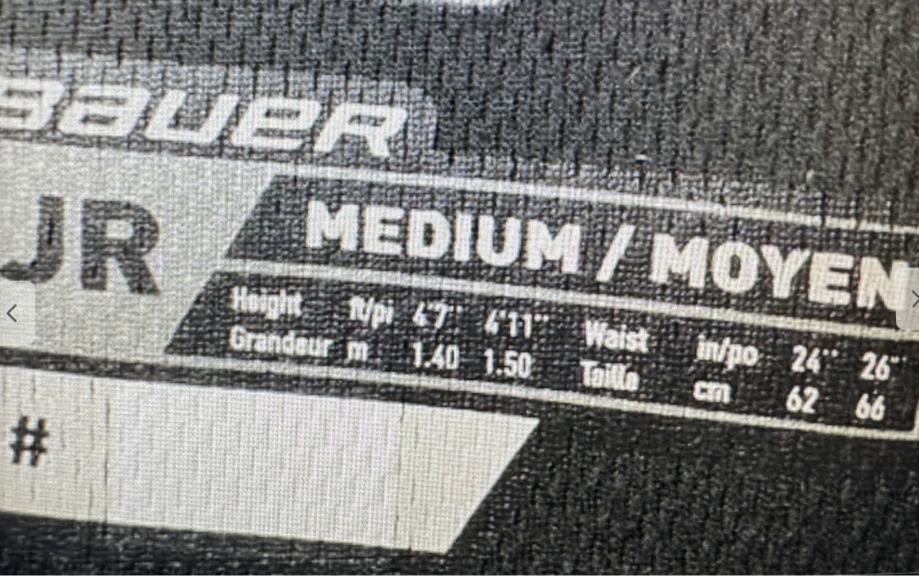 BAUER
JR
MEDIUM / MOYEN
Height ft/pi 4'7" 4'11" Waist in/po 24" 26"
Grandeur m 1.40 1.50 Taille cm 62 66
#